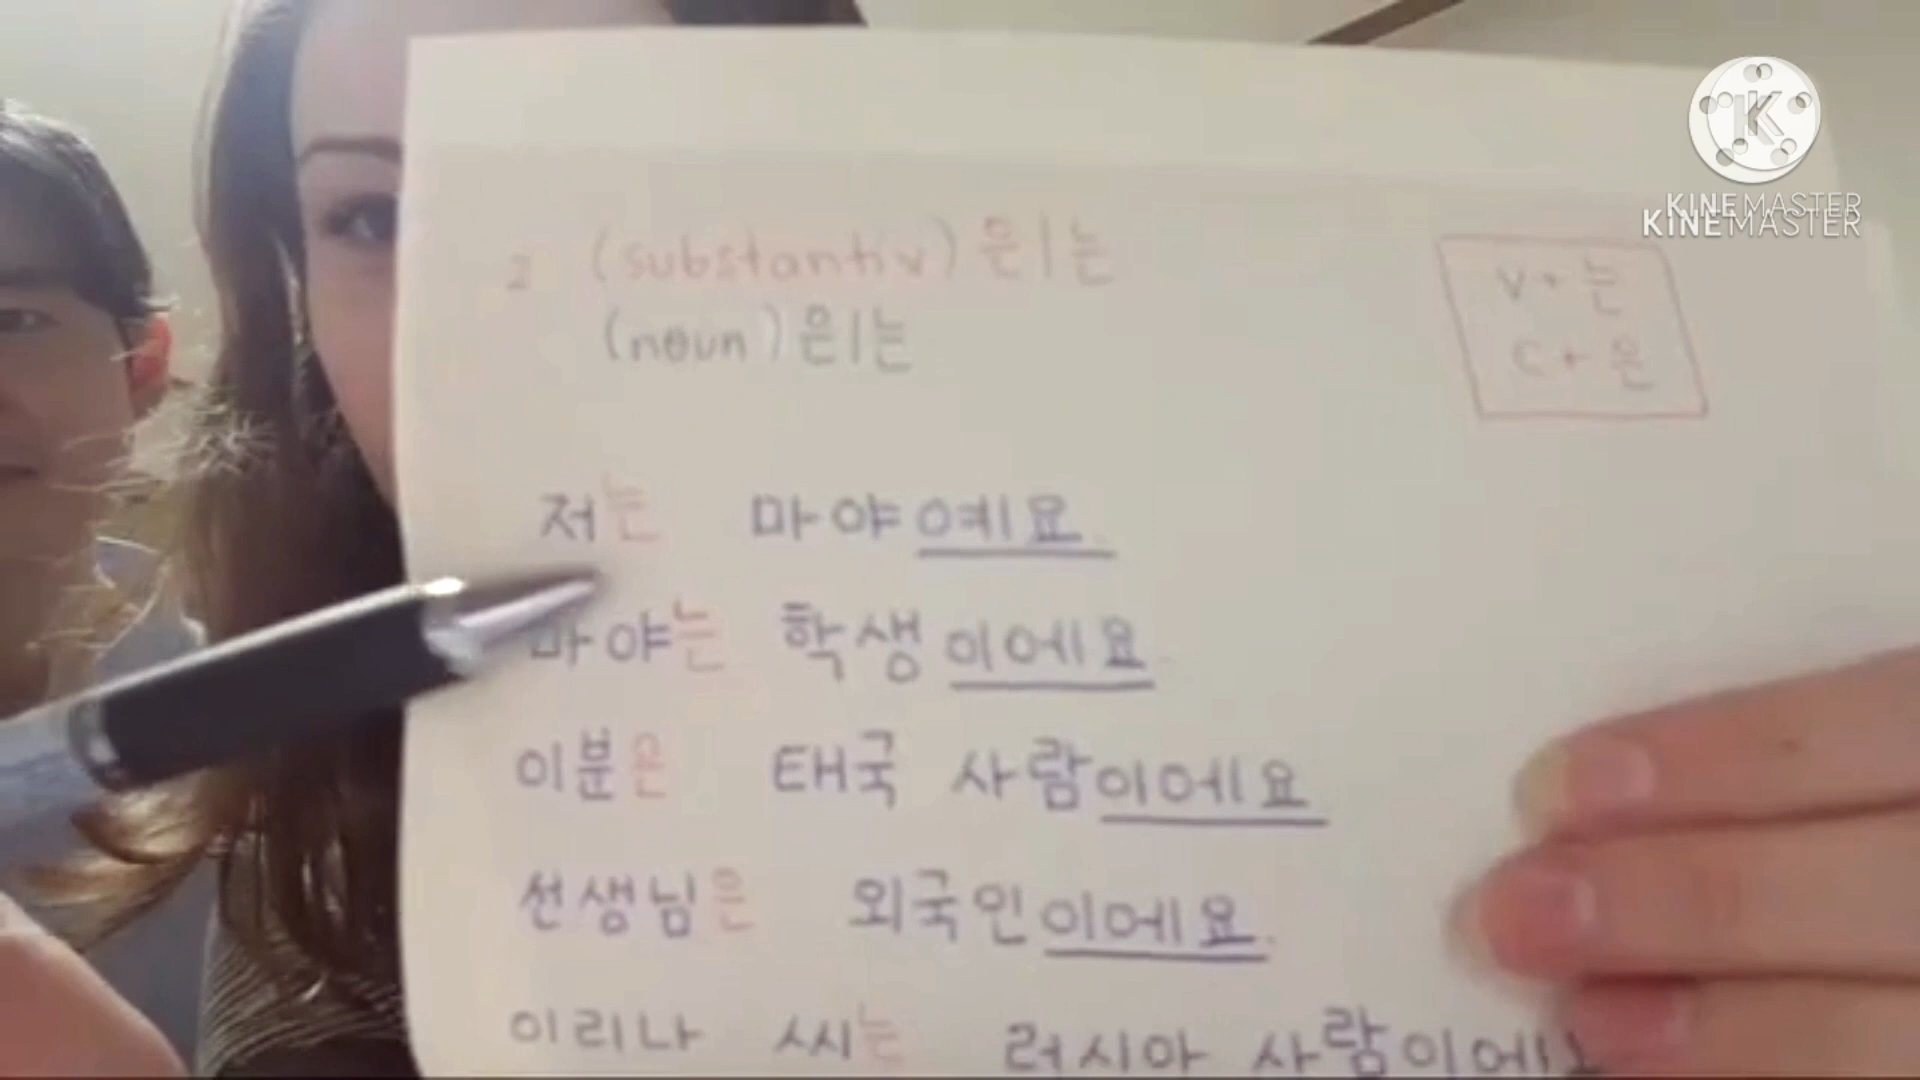 2 (substantiv) 은/는
(noun) 은/는
V + 는
C + 은
저는 마야예요.
마야는 학생이에요.
이분은 태국 사람이에요
선생님은 외국인이에요.
이리나 씨는 러시아 사람이에요
KINEMASTER
KINEMASTER